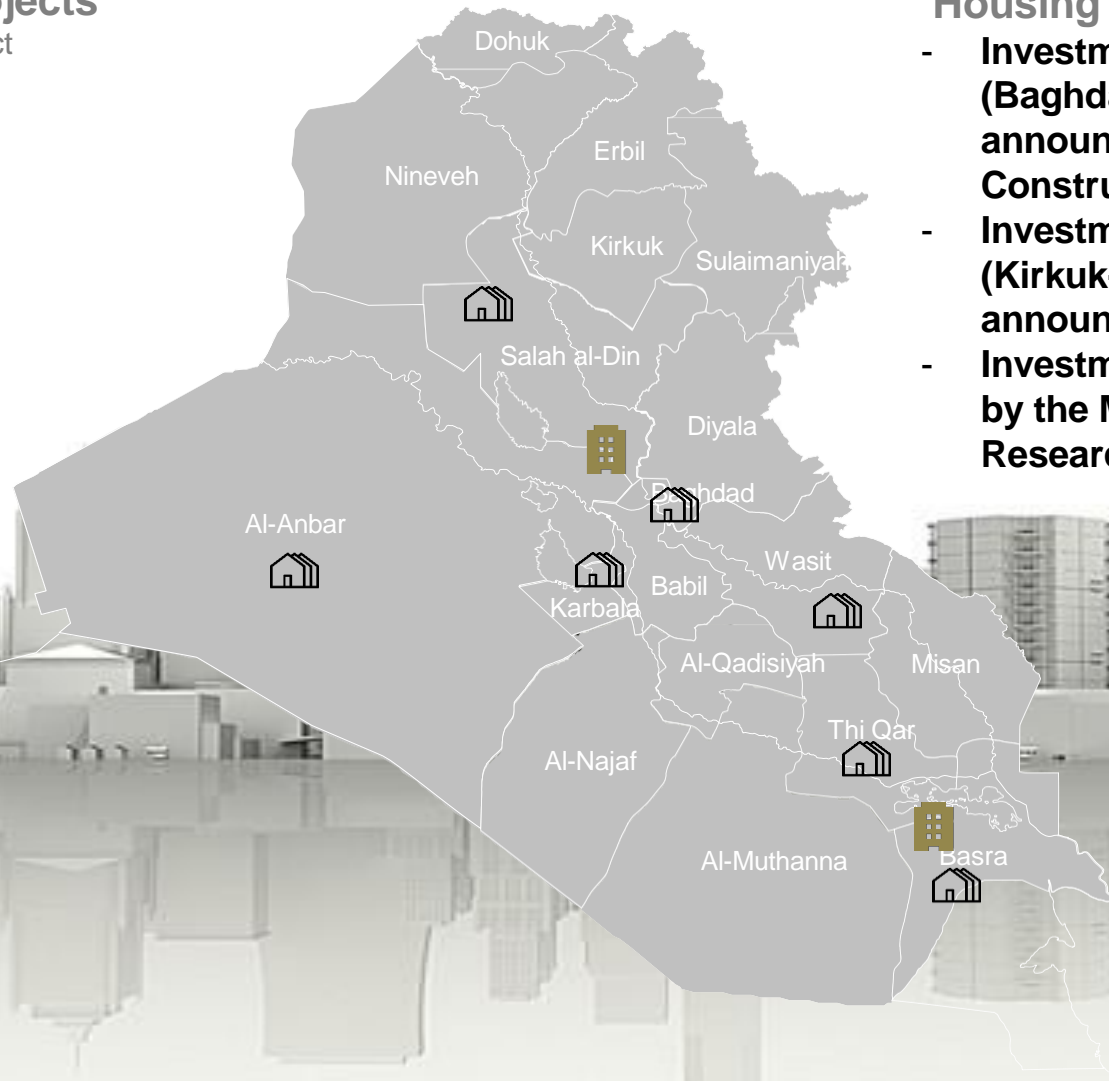 ojects
ct
Housing
- Investm
(Baghda
announ
Constru
- Investm
(Kirkuk-
announ
- Investm
by the M
Resear
Dohuk
Erbil
Nineveh
Kirkuk
Sulaimaniyah
Salah al-Din
Diyala
Baghdad
Al-Anbar
Wasit
Babil
Karbala
Al-Qadisiyah
Misan
Thi Qar
Al-Najaf
Al-Muthanna
Basra